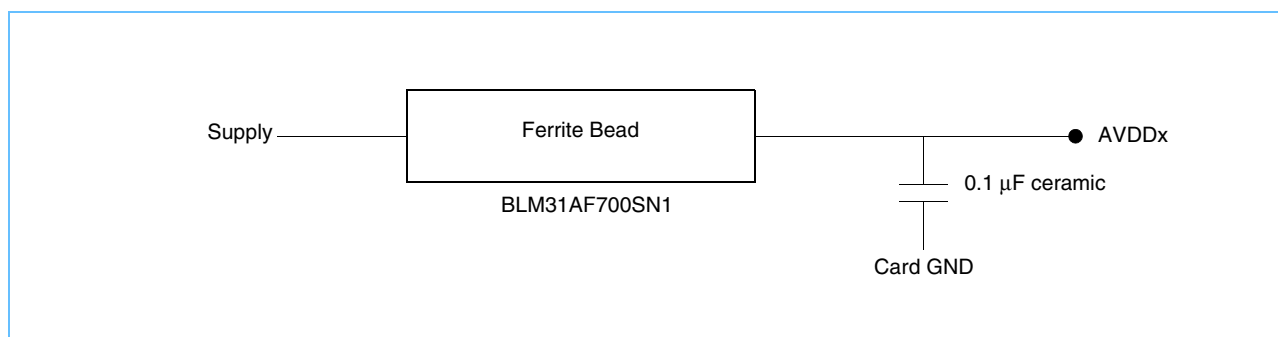 Supply
Ferrite Bead
AVDDx
BLM31AF700SN1
0.1 μF ceramic
Card GND